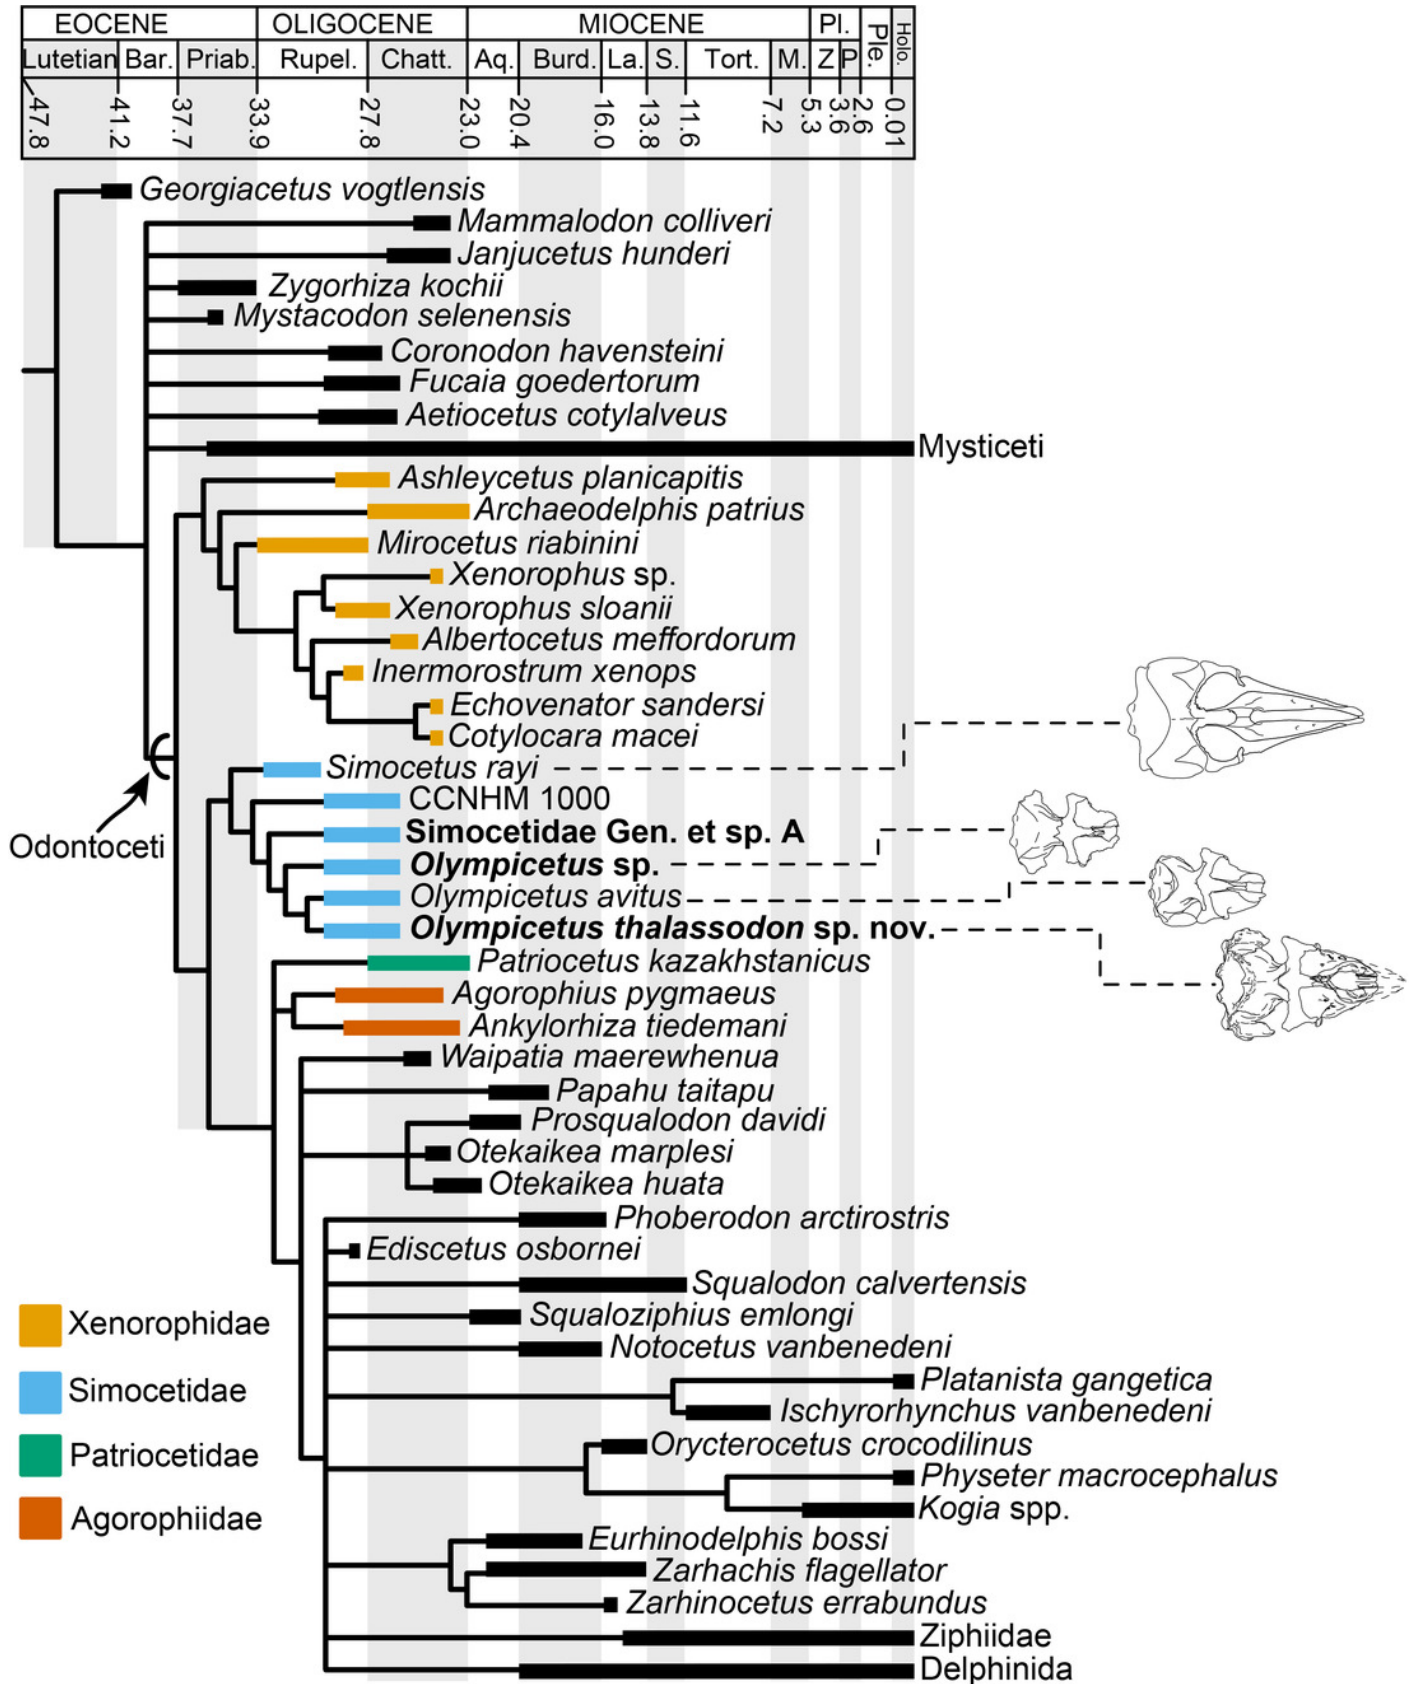 EOCENE OLIGOCENE MIOCENE Pl. Ple. Holo.
Lutetian Bar. Priab. Rupel. Chatt. Aq. Burd. La. S. Tort. M. Z P
47.8 41.2 37.7 33.9 27.8 23.0 20.4 16.0 13.8 11.6 7.2 5.3 3.6 2.6 0.01
Georgiacetus vogtlensis
Mammalodon colliveri
Janjucetus hunderi
Zygorhiza kochii
Mystacodon selenensis
Coronodon havensteini
Fucaia goedertorum
Aetiocetus cotylalveus
Mysticeti
Ashleycetus planicapitis
Archaeodelphis patrius
Mirocetus riabinini
Xenorophus sp.
Xenorophus sloanii
Albertocetus meffordorum
Inermorostrum xenops
Echovenator sandersi
Cotylocara macei
Simocetus rayi
CCNHM 1000
Odontoceti
Simocetidae Gen. et sp. A
Olympicetus sp.
Olympicetus avitus
Olympicetus thalassodon sp. nov.
Patriocetus kazakhstanicus
Agorophius pygmaeus
Ankylorhiza tiedemani
Waipatia maerewhenua
Papahu taitapu
Prosqualodon davidi
Otekaikea marplesi
Otekaikea huata
Phoberodon arctirostris
Ediscetus osbornei
Squalodon calvertensis
Squaloziphius emlongi
Notocetus vanbenedeni
Platanista gangetica
Ischyrorhynchus vanbenedeni
Orycterocetus crocodilinus
Physeter macrocephalus
Kogia spp.
Eurhinodelphis bossi
Zarhachis flagellator
Zarhinocetus errabundus
Ziphiidae
Delphinida
Xenorophidae
Simocetidae
Patriocetidae
Agorophiidae